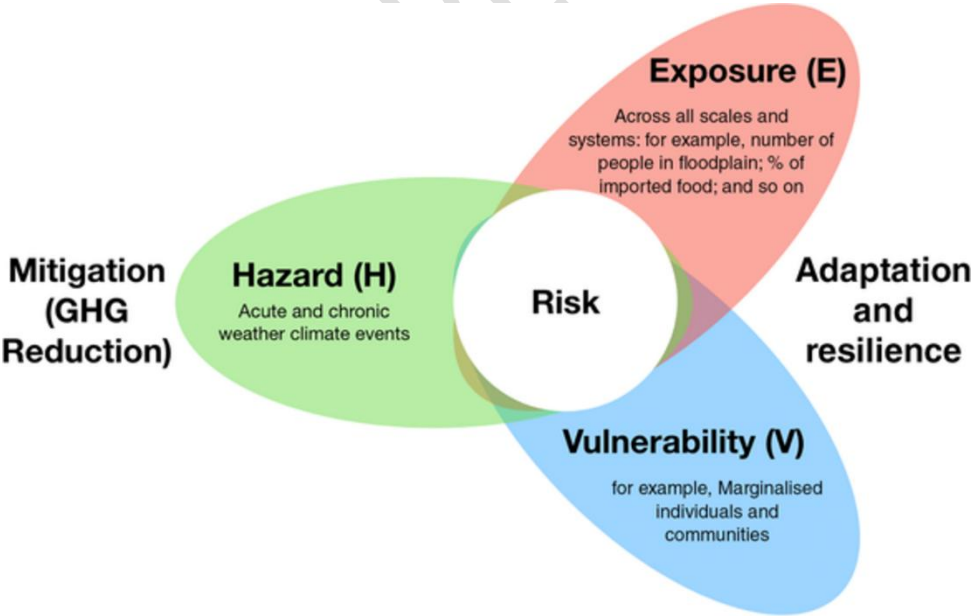 Exposure (E)
Across all scales and
systems: for example, number of
people in floodplain; % of
imported food; and so on
Mitigation
(GHG
Reduction)
Hazard (H)
Acute and chronic
weather climate events
Risk
Adaptation
and
resilience
Vulnerability (V)
for example, Marginalised
individuals and
communities